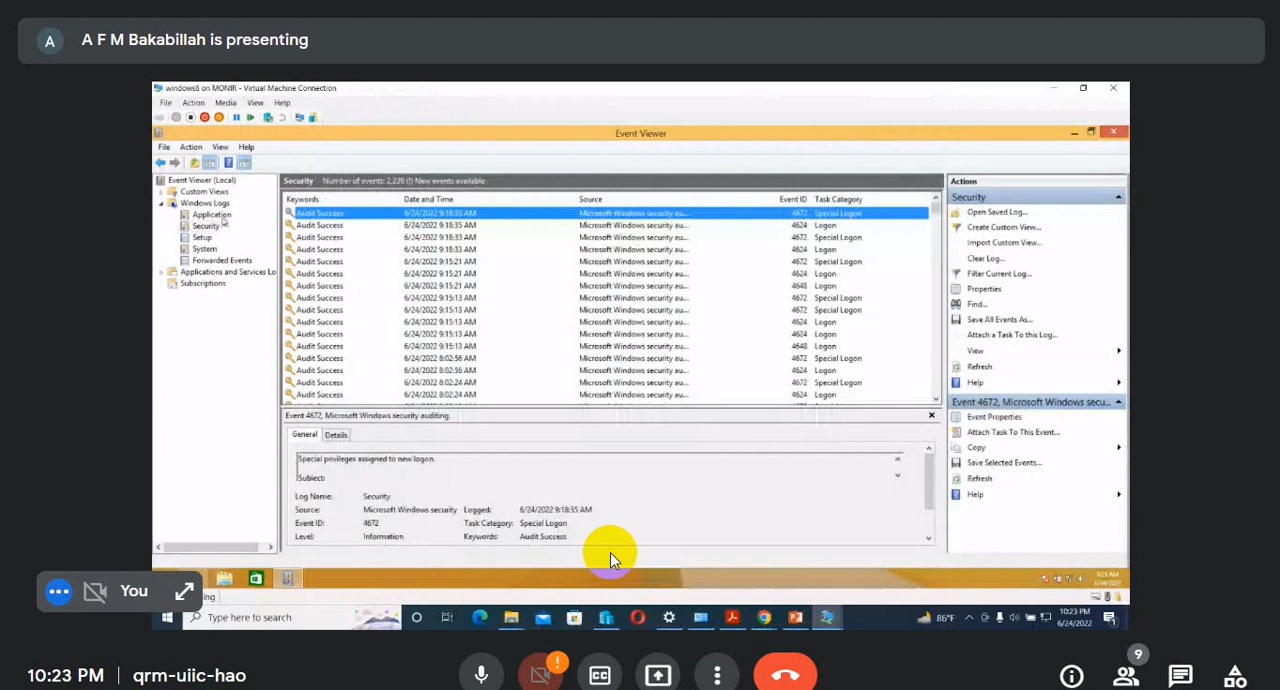 A
A F M Bakabillah is presenting
windows8 on MONIR - Virtual Machine Connection
File Action Media View Help
Event Viewer
File Action View Help
Event Viewer (Local)
Custom Views
Windows Logs
Application
Security
Setup
System
Forwarded Events
Applications and Services Lo
Subscriptions
Security Number of events: 2,239 (!) New events available
Keywords Date and Time Source Event ID Task Category
Audit Success 6/24/2022 9:18:35 AM Microsoft Windows security au... 4672 Special Logon
Audit Success 6/24/2022 9:18:35 AM Microsoft Windows security au... 4624 Logon
Audit Success 6/24/2022 9:18:33 AM Microsoft Windows security au... 4672 Special Logon
Audit Success 6/24/2022 9:18:33 AM Microsoft Windows security au... 4624 Logon
Audit Success 6/24/2022 9:15:21 AM Microsoft Windows security au... 4672 Special Logon
Audit Success 6/24/2022 9:15:21 AM Microsoft Windows security au... 4624 Logon
Audit Success 6/24/2022 9:15:21 AM Microsoft Windows security au... 4648 Logon
Audit Success 6/24/2022 9:15:13 AM Microsoft Windows security au... 4672 Special Logon
Audit Success 6/24/2022 9:15:13 AM Microsoft Windows security au... 4672 Special Logon
Audit Success 6/24/2022 9:15:13 AM Microsoft Windows security au... 4624 Logon
Audit Success 6/24/2022 9:15:13 AM Microsoft Windows security au... 4624 Logon
Audit Success 6/24/2022 9:15:13 AM Microsoft Windows security au... 4648 Logon
Audit Success 6/24/2022 8:02:56 AM Microsoft Windows security au... 4672 Special Logon
Audit Success 6/24/2022 8:02:56 AM Microsoft Windows security au... 4624 Logon
Audit Success 6/24/2022 8:02:24 AM Microsoft Windows security au... 4672 Special Logon
Audit Success 6/24/2022 8:02:24 AM Microsoft Windows security au... 4624 Logon
Event 4672, Microsoft Windows security auditing.
General Details
Special privileges assigned to new logon.
Subject:
Log Name: Security
Source: Microsoft Windows security Logged: 6/24/2022 9:18:35 AM
Event ID: 4672 Task Category: Special Logon
Level: Information Keywords: Audit Success
Actions
Security
Open Saved Log...
Create Custom View...
Import Custom View...
Clear Log...
Filter Current Log...
Properties
Find...
Save All Events As...
Attach a Task To this Log...
View
Refresh
Help
Event 4672, Microsoft Windows secu...
Event Properties
Attach Task To This Event...
Copy
Save Selected Events...
Refresh
Help
9:23 AM
6/24/2022
You
ing
Type here to search
86°F
10:23 PM
6/24/2022
10:23 PM | qrm-uiic-hao
CC
9